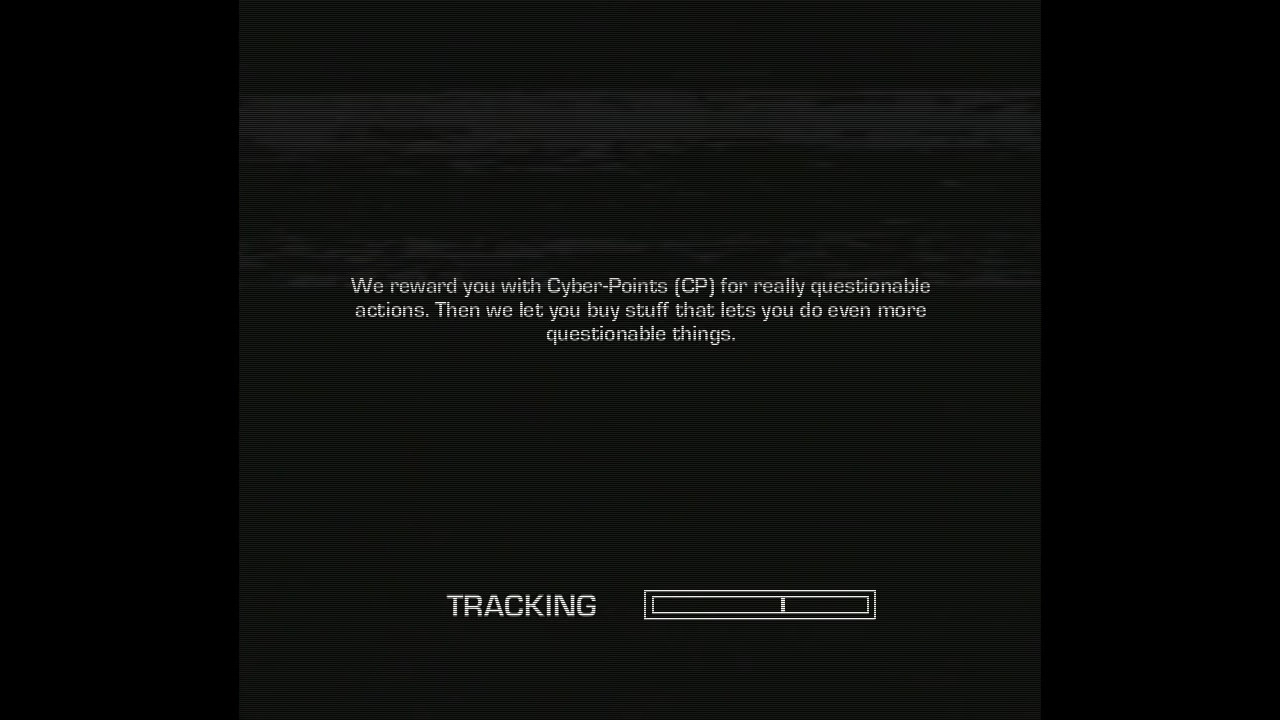 We reward you with Cyber-Points (CP) for really questionable
actions. Then we let you buy stuff that lets you do even more
questionable things.
TRACKING